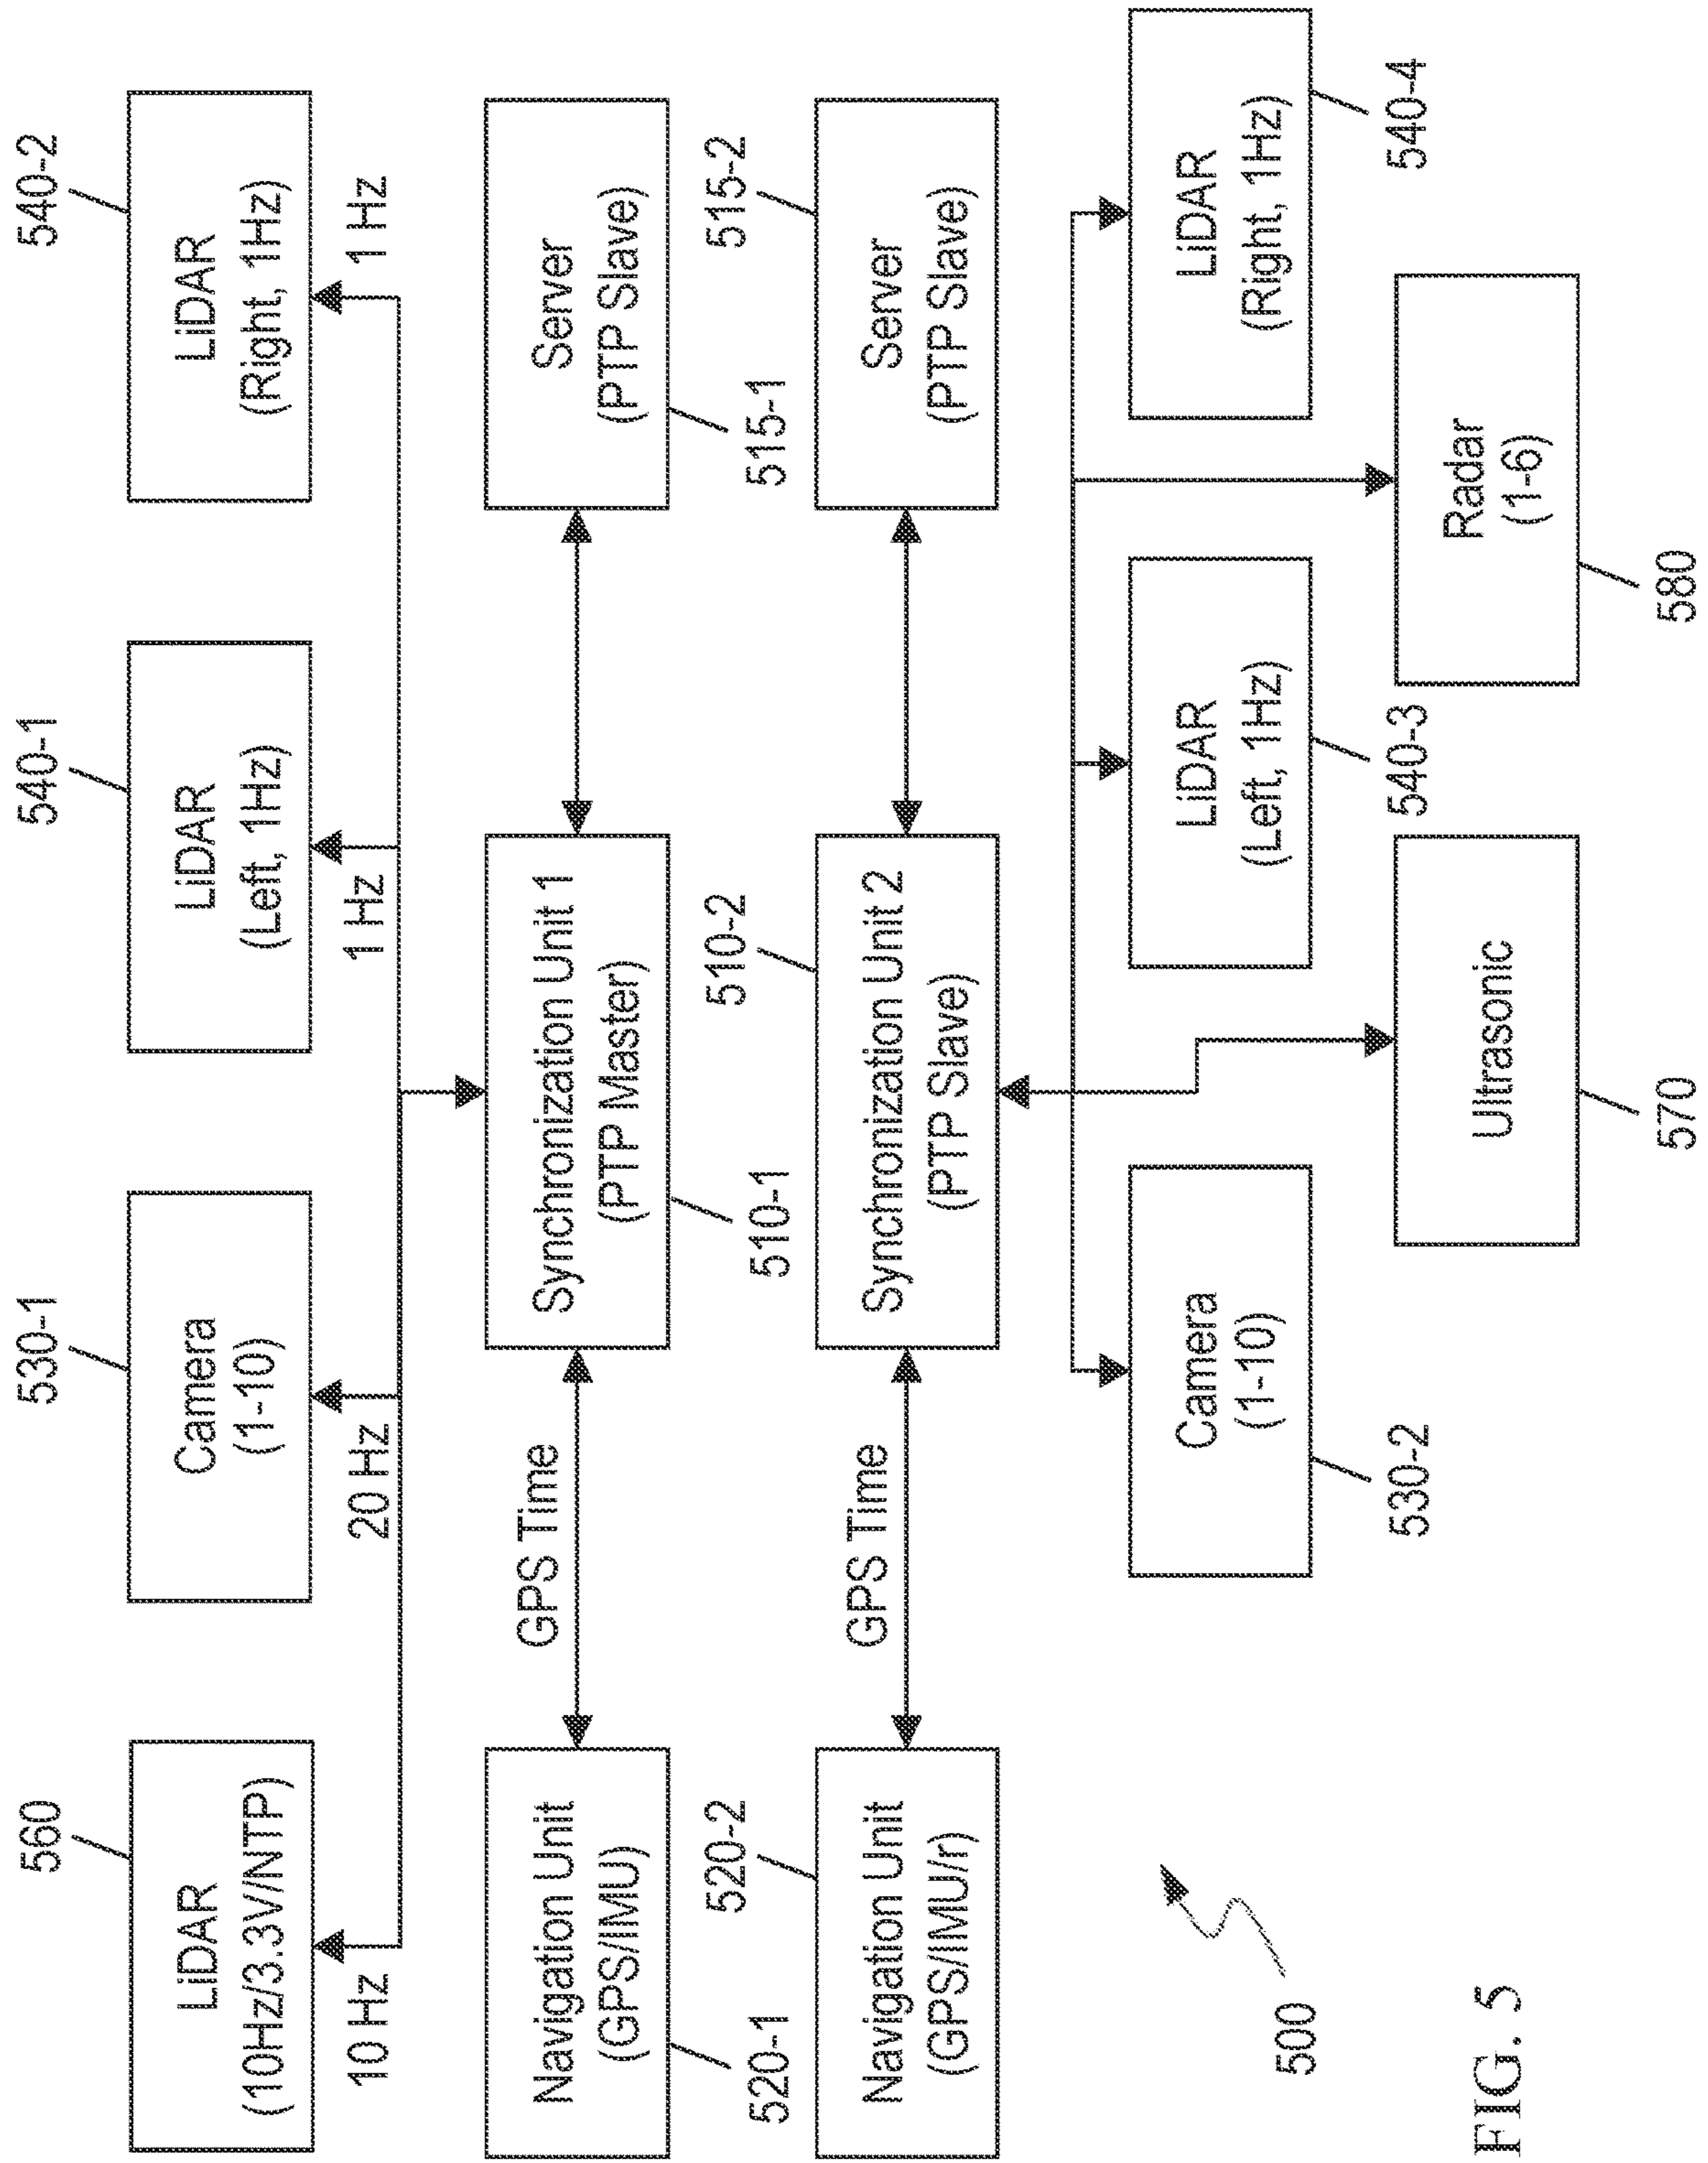 560
530-1
540-1
540-2
LiDAR
(10Hz/3.3V/NTP)
Camera
(1-10)
LiDAR
(Left, 1Hz)
LiDAR
(Right, 1Hz)
10 Hz
20 Hz
1 Hz
1 Hz
Navigation Unit
(GPS/IMU)
GPS Time
Synchronization Unit 1
(PTP Master)
Server
(PTP Slave)
520-1
520-2
510-1
510-2
515-1
515-2
Navigation Unit
(GPS/IMU/r)
GPS Time
Synchronization Unit 2
(PTP Slave)
Server
(PTP Slave)
Camera
(1-10)
LiDAR
(Left, 1Hz)
LiDAR
(Right, 1Hz)
500
530-2
540-3
540-4
Ultrasonic
Radar
(1-6)
570
580
FIG. 5